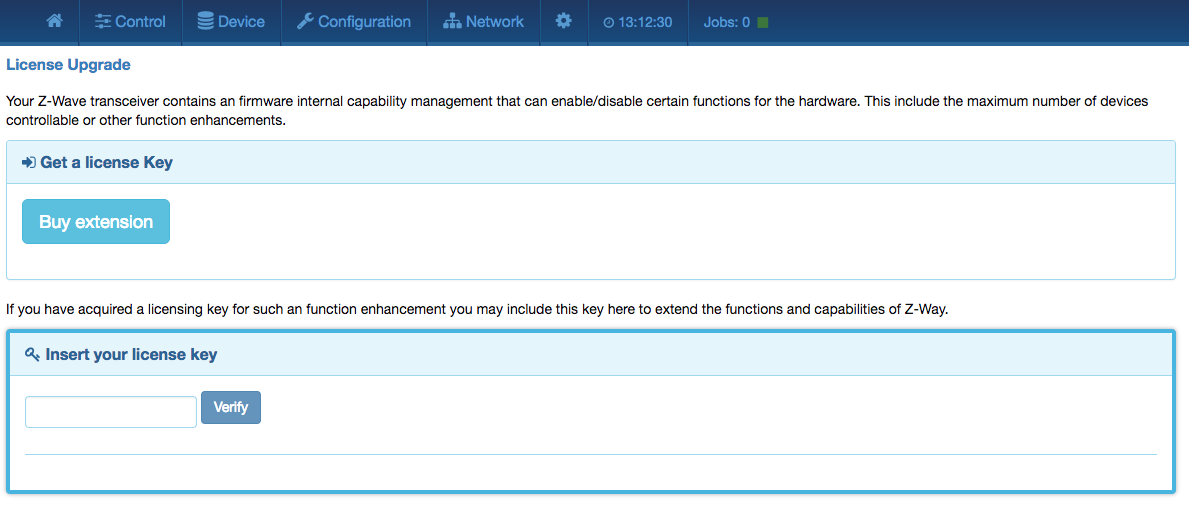 Control Device Configuration Network 13:12:30 Jobs: 0
License Upgrade
Your Z-Wave transceiver contains an firmware internal capability management that can enable/disable certain functions for the hardware. This include the maximum number of devices
controllable or other function enhancements.
Get a license Key
Buy extension
If you have acquired a licensing key for such an function enhancement you may include this key here to extend the functions and capabilities of Z-Way.
Insert your license key
Verify